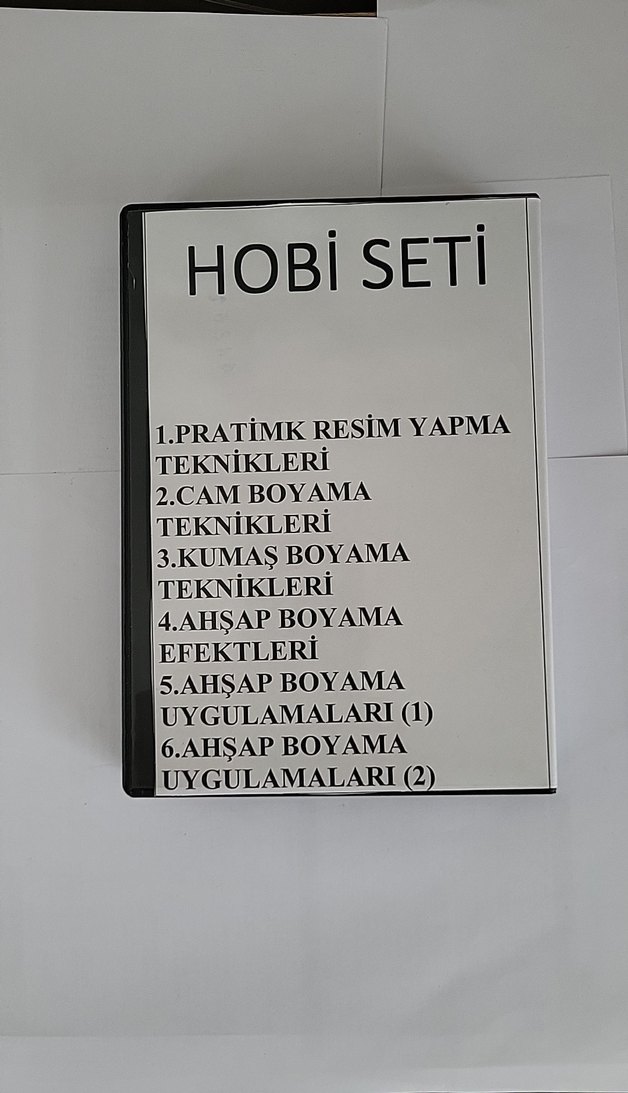 HOBİ SETİ
1.PRATİMK RESİM YAPMA
TEKNİKLERİ
2.CAM BOYAMA
TEKNİKLERİ
3.KUMAŞ BOYAMA
TEKNİKLERİ
4.AHŞAP BOYAMA
EFEKTLERİ
5.AHŞAP BOYAMA
UYGULAMALARI (1)
6.AHŞAP BOYAMA
UYGULAMALARI (2)